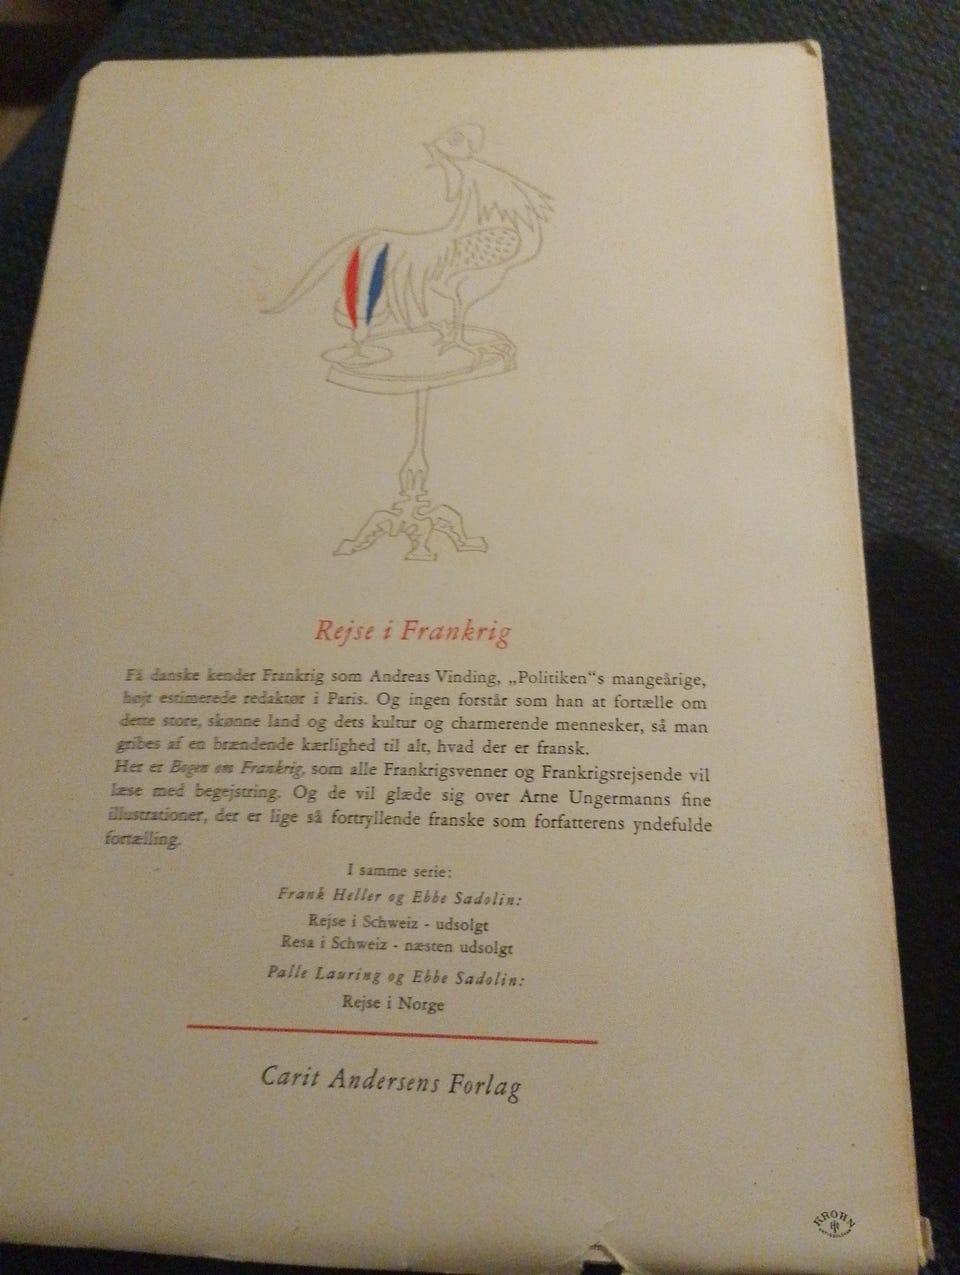 Rejse i Frankrig
Få danske kender Frankrig som Andreas Vinding, „Politiken“s mangeårige,
højt estimerede redaktør i Paris. Og ingen forstår som han at fortælle om
dette store, skønne land og dets kultur og charmerende mennesker, så man
gribes af en brændende kærlighed til alt, hvad der er fransk.
Her er Bogen om Frankrig, som alle Frankrigsvenner og Frankrigsrejsende vil
læse med begejstring. Og de vil glæde sig over Arne Ungermanns fine
illustrationer, der er lige så fortryllende franske som forfatterens yndefulde
fortælling.
I samme serie:
Frank Heller og Ebbe Sadolin:
Rejse i Schweiz - udsolgt
Resa i Schweiz - næsten udsolgt
Palle Lauring og Ebbe Sadolin:
Rejse i Norge
Carit Andersens Forlag
KROHN